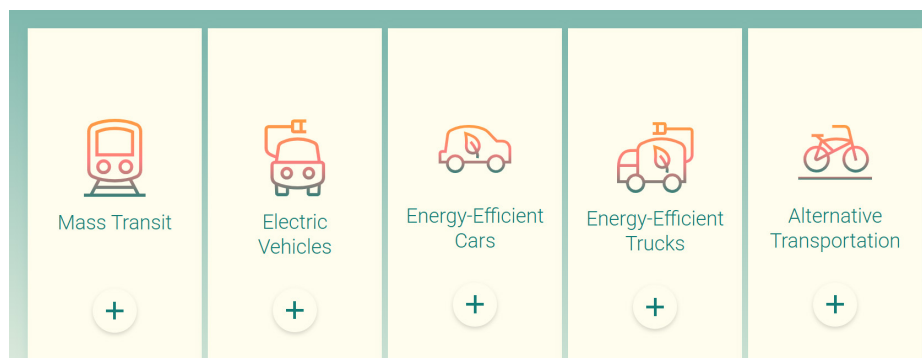 Mass Transit
Electric
Vehicles
Energy-Efficient
Cars
Energy-Efficient
Trucks
Alternative
Transportation